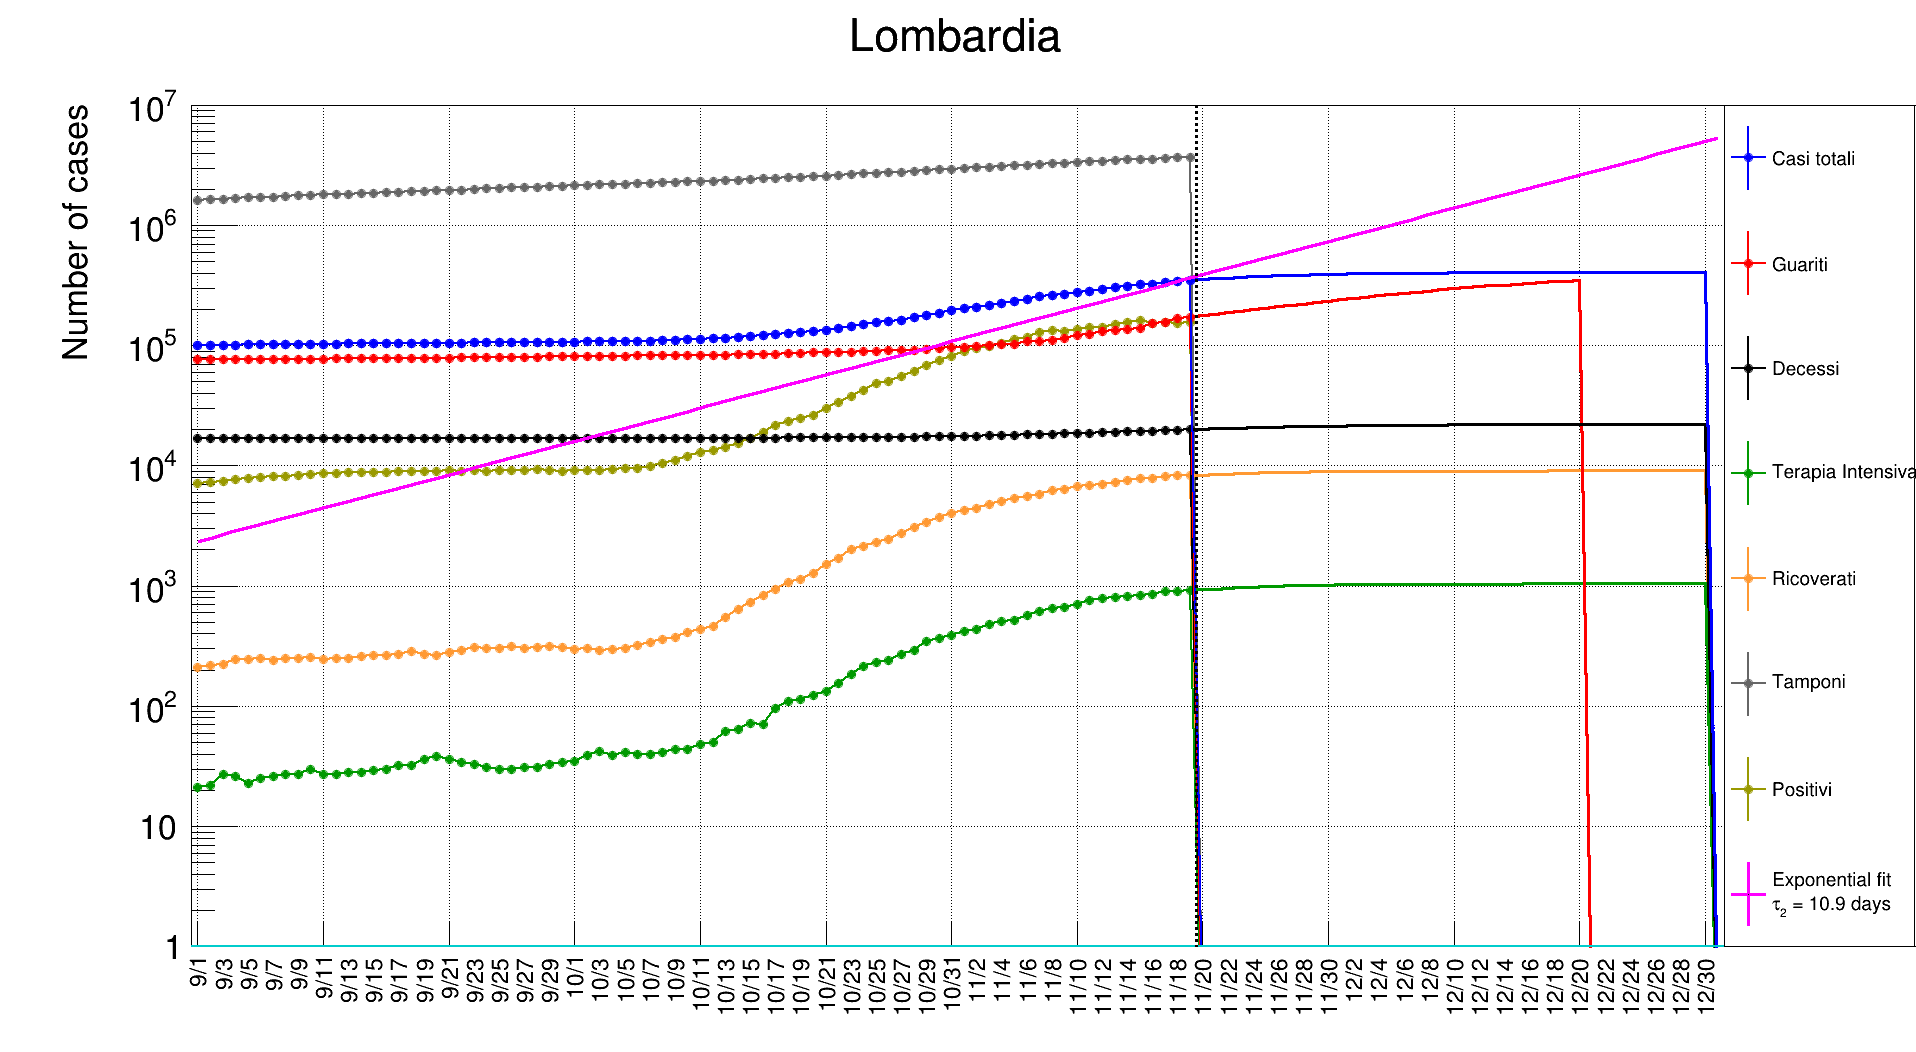 Lombardia
Number of cases
10^7
10^6
10^5
10^4
10^3
10^2
10
1
9/1 9/3 9/5 9/7 9/9 9/11 9/13 9/15 9/17 9/19 9/21 9/23 9/25 9/27 9/29 10/1 10/3 10/5 10/7 10/9 10/11 10/13 10/15 10/17 10/19 10/21 10/23 10/25 10/27 10/29 10/31 11/2 11/4 11/6 11/8 11/10 11/12 11/14 11/16 11/18 11/20 11/22 11/24 11/26 11/28 11/30 12/2 12/4 12/6 12/8 12/10 12/12 12/14 12/16 12/18 12/20 12/22 12/24 12/26 12/28 12/30
Casi totali
Guariti
Decessi
Terapia Intensiva
Ricoverati
Tamponi
Positivi
Exponential fit
τ_2 = 10.9 days